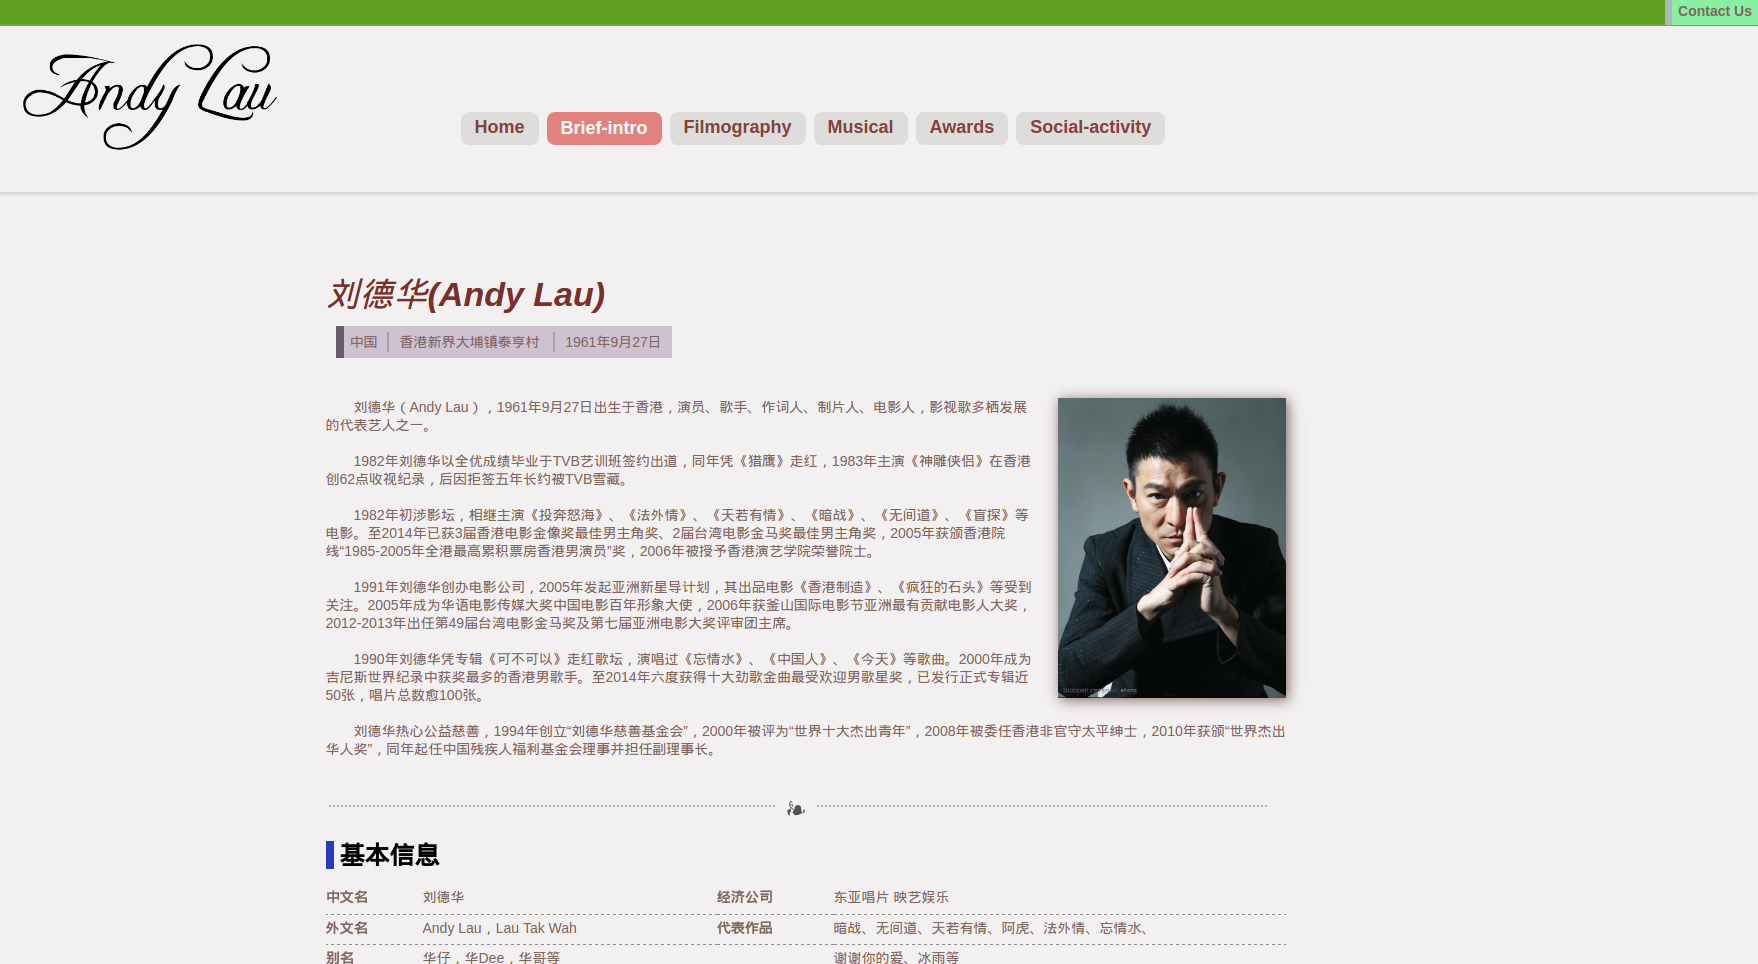 Contact Us
Andy Lau
Home
Brief-intro
Filmography
Musical
Awards
Social-activity
刘德华(Andy Lau)
中国 香港新界大埔镇泰亨村 1961年9月27日
刘德华（Andy Lau），1961年9月27日出生于香港，演员、歌手、作词人、制片人、电影人，影视歌多栖发展
的代表艺人之一。
1982年刘德华以全优成绩毕业于TVB艺训班签约出道，同年凭《猎鹰》走红，1983年主演《神雕侠侣》在香港
创62点收视纪录，后因拒签五年长约被TVB雪藏。
1982年初涉影坛，相继主演《投奔怒海》、《法外情》、《天若有情》、《暗战》、《无间道》、《盲探》等
电影。至2014年已获3届香港电影金像奖最佳男主角奖、2届台湾电影金马奖最佳男主角奖，2005年获颁香港院
线“1985-2005年全港最高累积票房香港男演员”奖，2006年被授予香港演艺学院荣誉院士。
1991年刘德华创办电影公司，2005年发起亚洲新星导计划，其出品电影《香港制造》、《疯狂的石头》等受到
关注。2005年成为华语电影传媒大奖中国电影百年形象大使，2006年获釜山国际电影节亚洲最有贡献电影人大奖，
2012-2013年出任第49届台湾电影金马奖及第七届亚洲电影大奖评审团主席。
1990年刘德华凭专辑《可不可以》走红歌坛，演唱过《忘情水》、《中国人》、《今天》等歌曲。2000年成为
吉尼斯世界纪录中获奖最多的香港男歌手。至2014年六度获得十大劲歌金曲最受欢迎男歌星奖，已发行正式专辑近
50张，唱片总数愈100张。
刘德华热心公益慈善，1994年创立“刘德华慈善基金会”，2000年被评为“世界十大杰出青年”，2008年被委任香港非官守太平绅士，2010年获颁“世界杰出
华人奖”，同年起任中国残疾人福利基金会理事并担任副理事长。
基本信息
中文名 刘德华 经济公司 东亚唱片 映艺娱乐
外文名 Andy Lau，Lau Tak Wah 代表作品 暗战、无间道、天若有情、阿虎、法外情、忘情水、
别名 华仔，华Dee，华哥等 谢谢你的爱、冰雨等